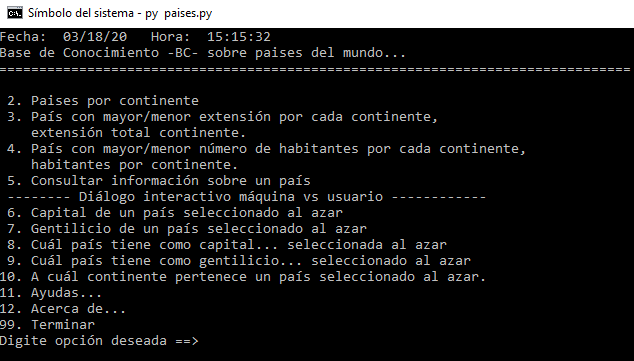 Símbolo del sistema - py  paises.py
Fecha:  03/18/20   Hora:  15:15:32
Base de Conocimiento -BC- sobre paises del mundo...
===============================================================================
 2. Paises por continente
 3. País con mayor/menor extensión por cada continente,
    extensión total continente.
 4. País con mayor/menor número de habitantes por cada continente,
    habitantes por continente.
 5. Consultar información sobre un país
 -------- Diálogo interactivo máquina vs usuario ------------
 6. Capital de un país seleccionado al azar
 7. Gentilicio de un país seleccionado al azar
 8. Cuál país tiene como capital... seleccionada al azar
 9. Cuál país tiene como gentilicio... seleccionado al azar
10. A cuál continente pertenece un país seleccionado al azar.
11. Ayudas...
12. Acerca de...
99. Terminar
Digite opción deseada ==>